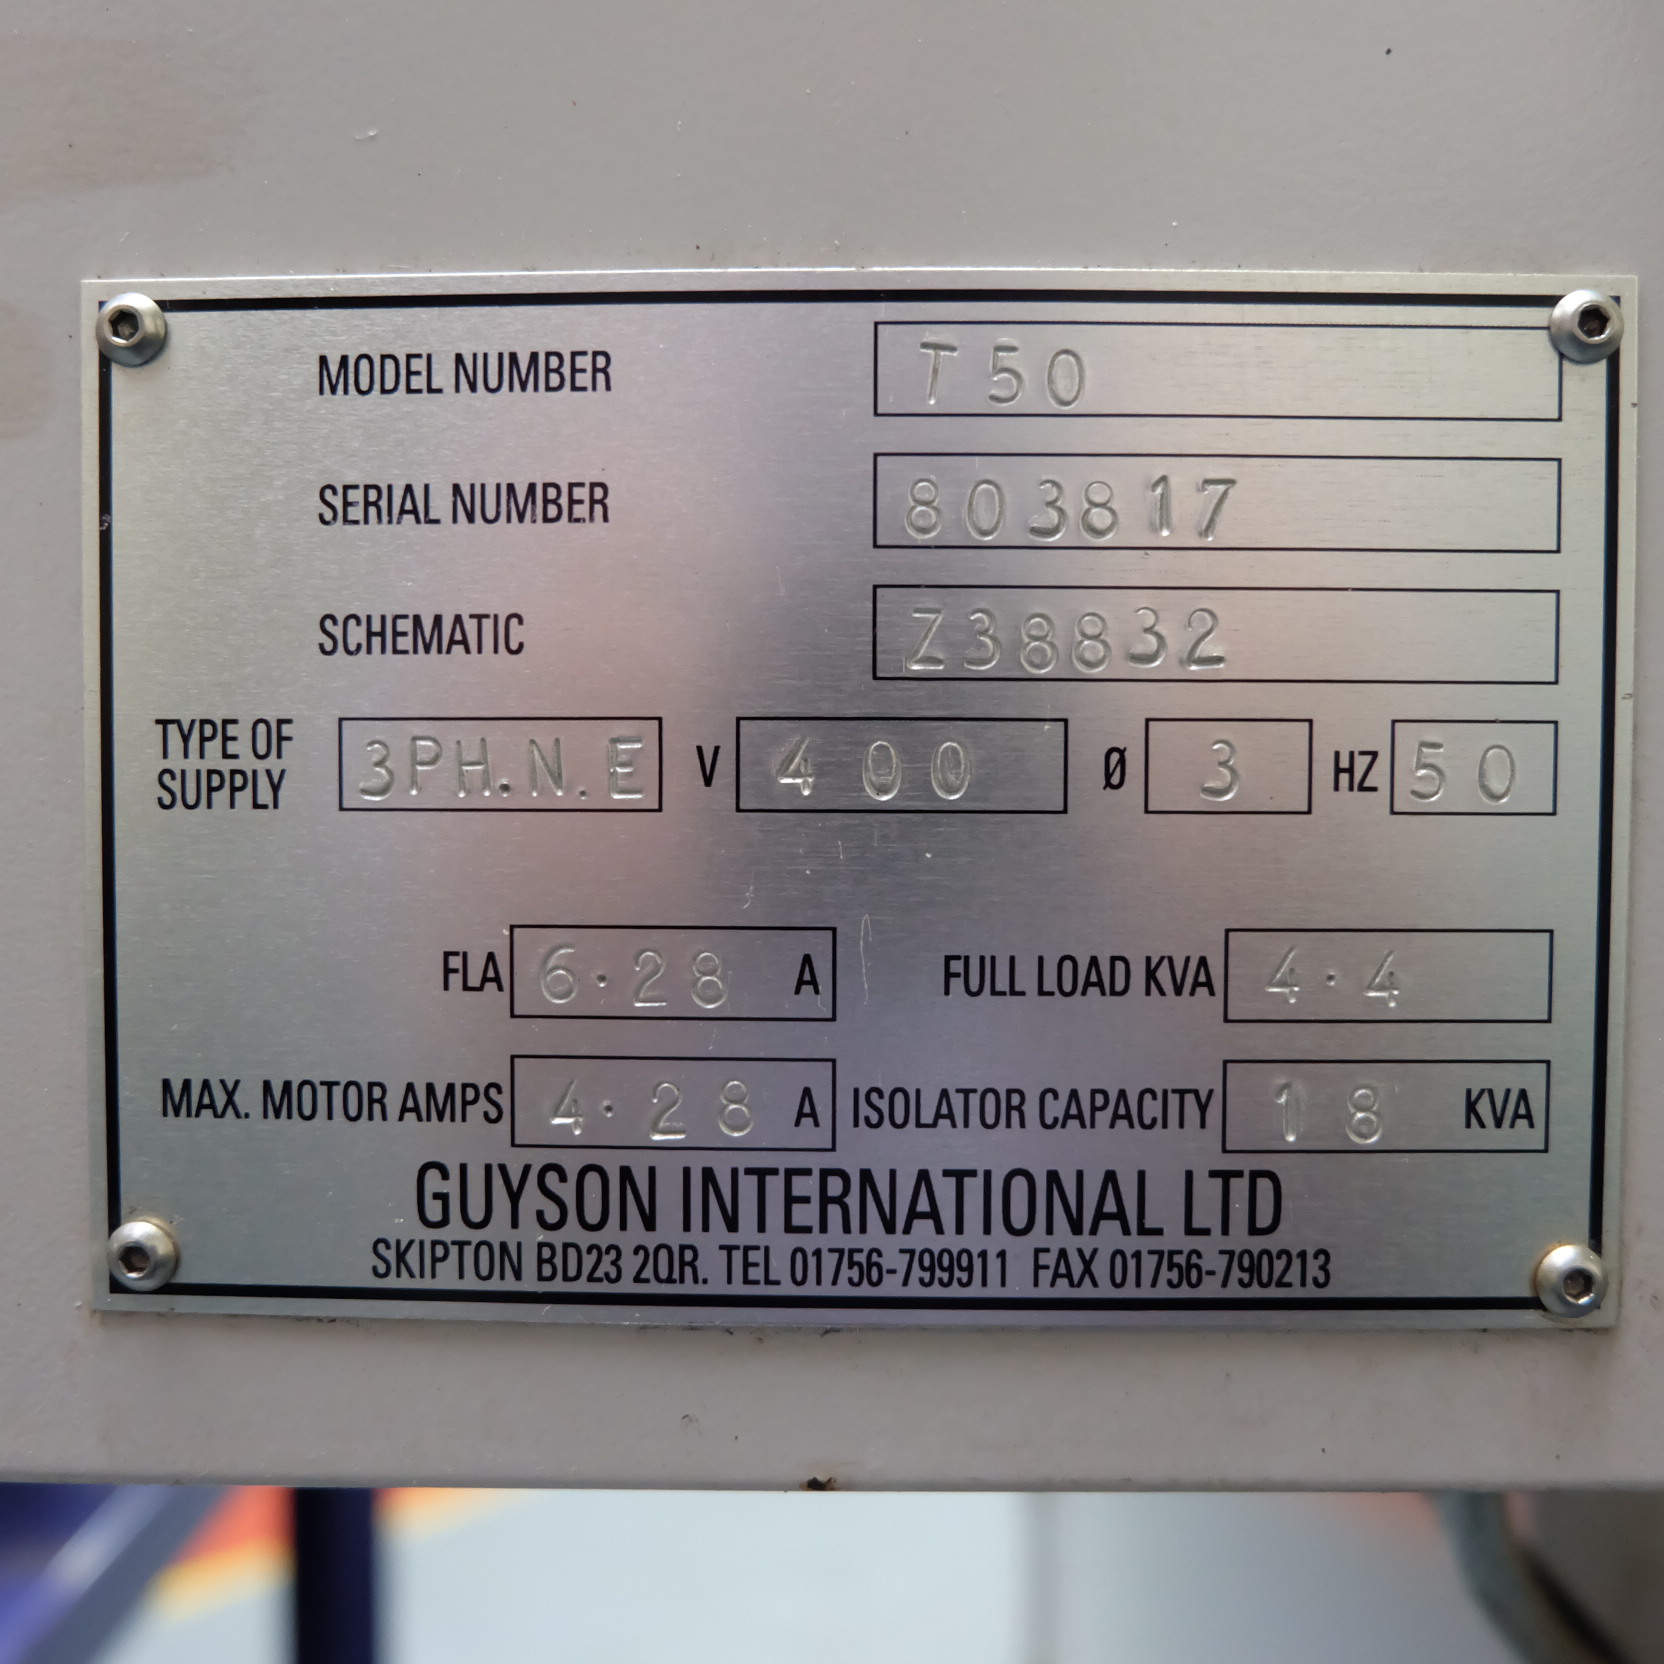 MODEL NUMBER T50
SERIAL NUMBER 803817
SCHEMATIC Z38832
TYPE OF SUPPLY 3PH.N.E V 400 Ø 3 HZ 50
FLA 6·28 A FULL LOAD KVA 4·4
MAX. MOTOR AMPS 4·28 A ISOLATOR CAPACITY 18 KVA
GUYSON INTERNATIONAL LTD
SKIPTON BD23 2QR. TEL 01756-799911 FAX 01756-790213